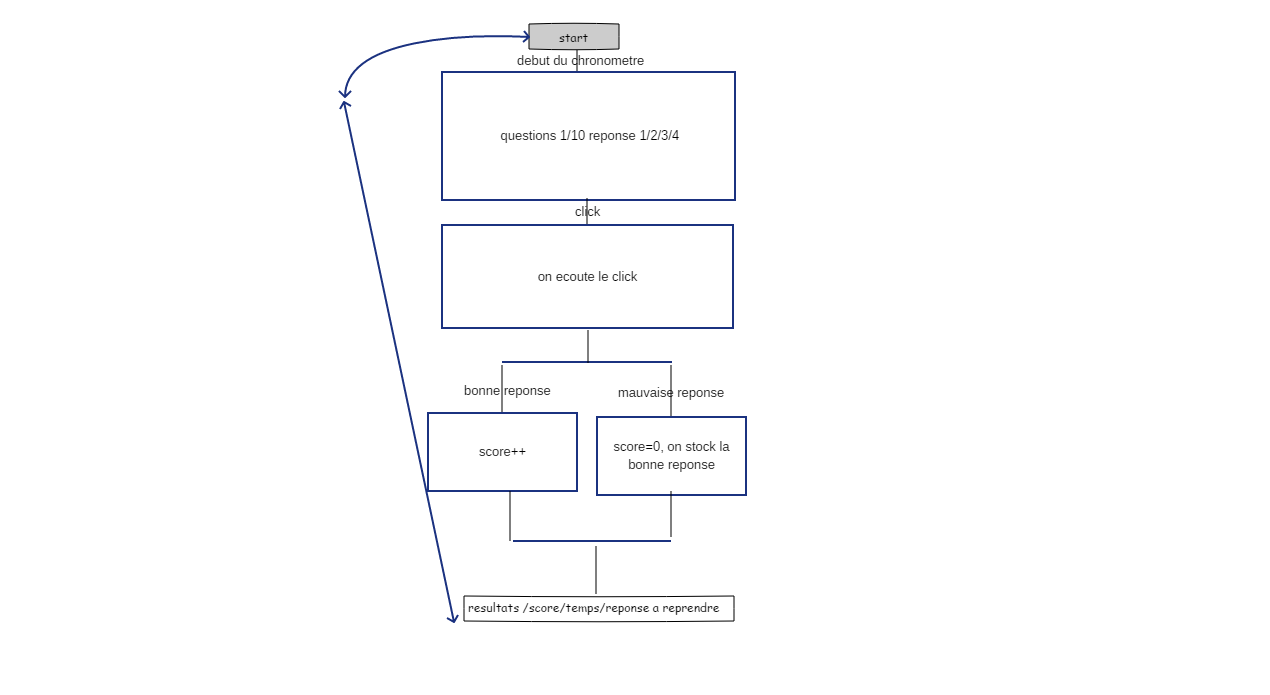 start
debut du chronometre
questions 1/10 reponse 1/2/3/4
click
on ecoute le click
bonne reponse
mauvaise reponse
score++
score=0, on stock la
bonne reponse
resultats /score/temps/reponse a reprendre